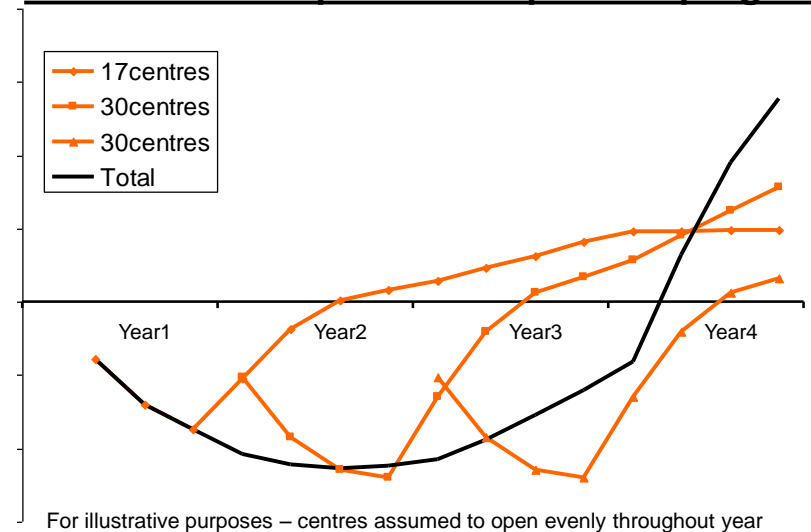 17centres
30centres
30centres
Total
Year1 Year2 Year3 Year4
For illustrative purposes – centres assumed to open evenly throughout year